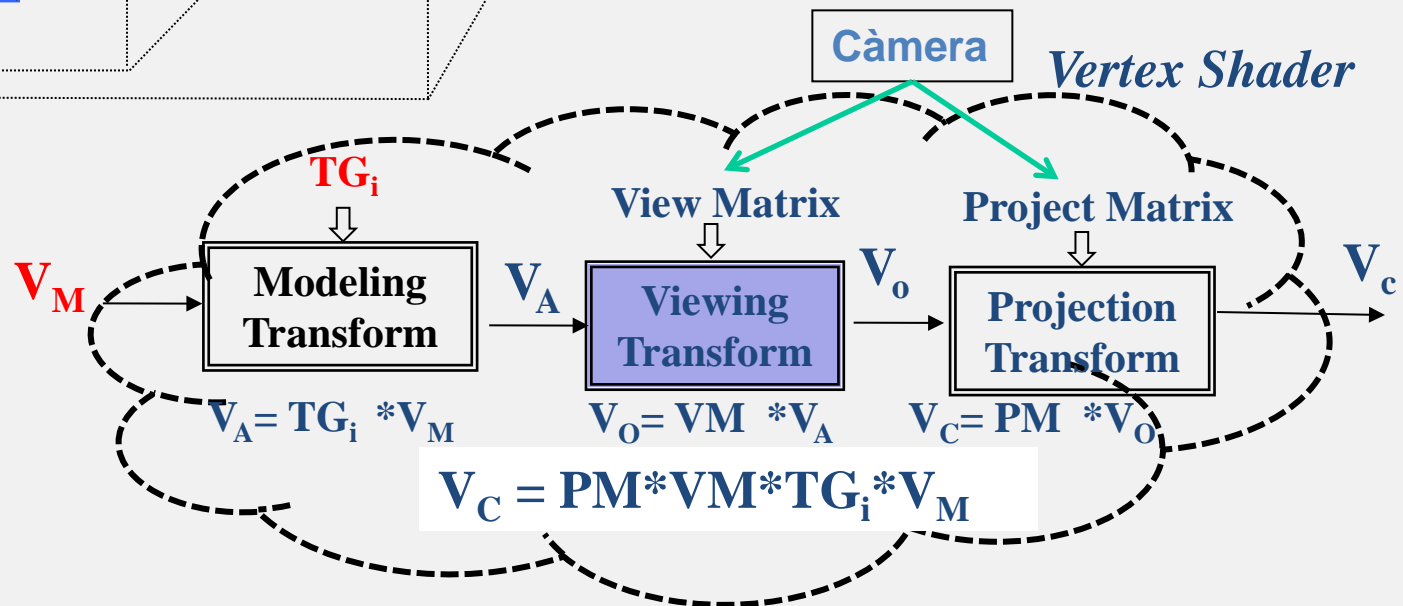 Càmera
Vertex Shader
TGi
View Matrix
Project Matrix
VM
Modeling
Transform
VA
Viewing
Transform
Vo
Projection
Transform
Vc
VA= TGi *VM
VO= VM *VA
VC= PM *VO
VC = PM*VM*TGi*VM